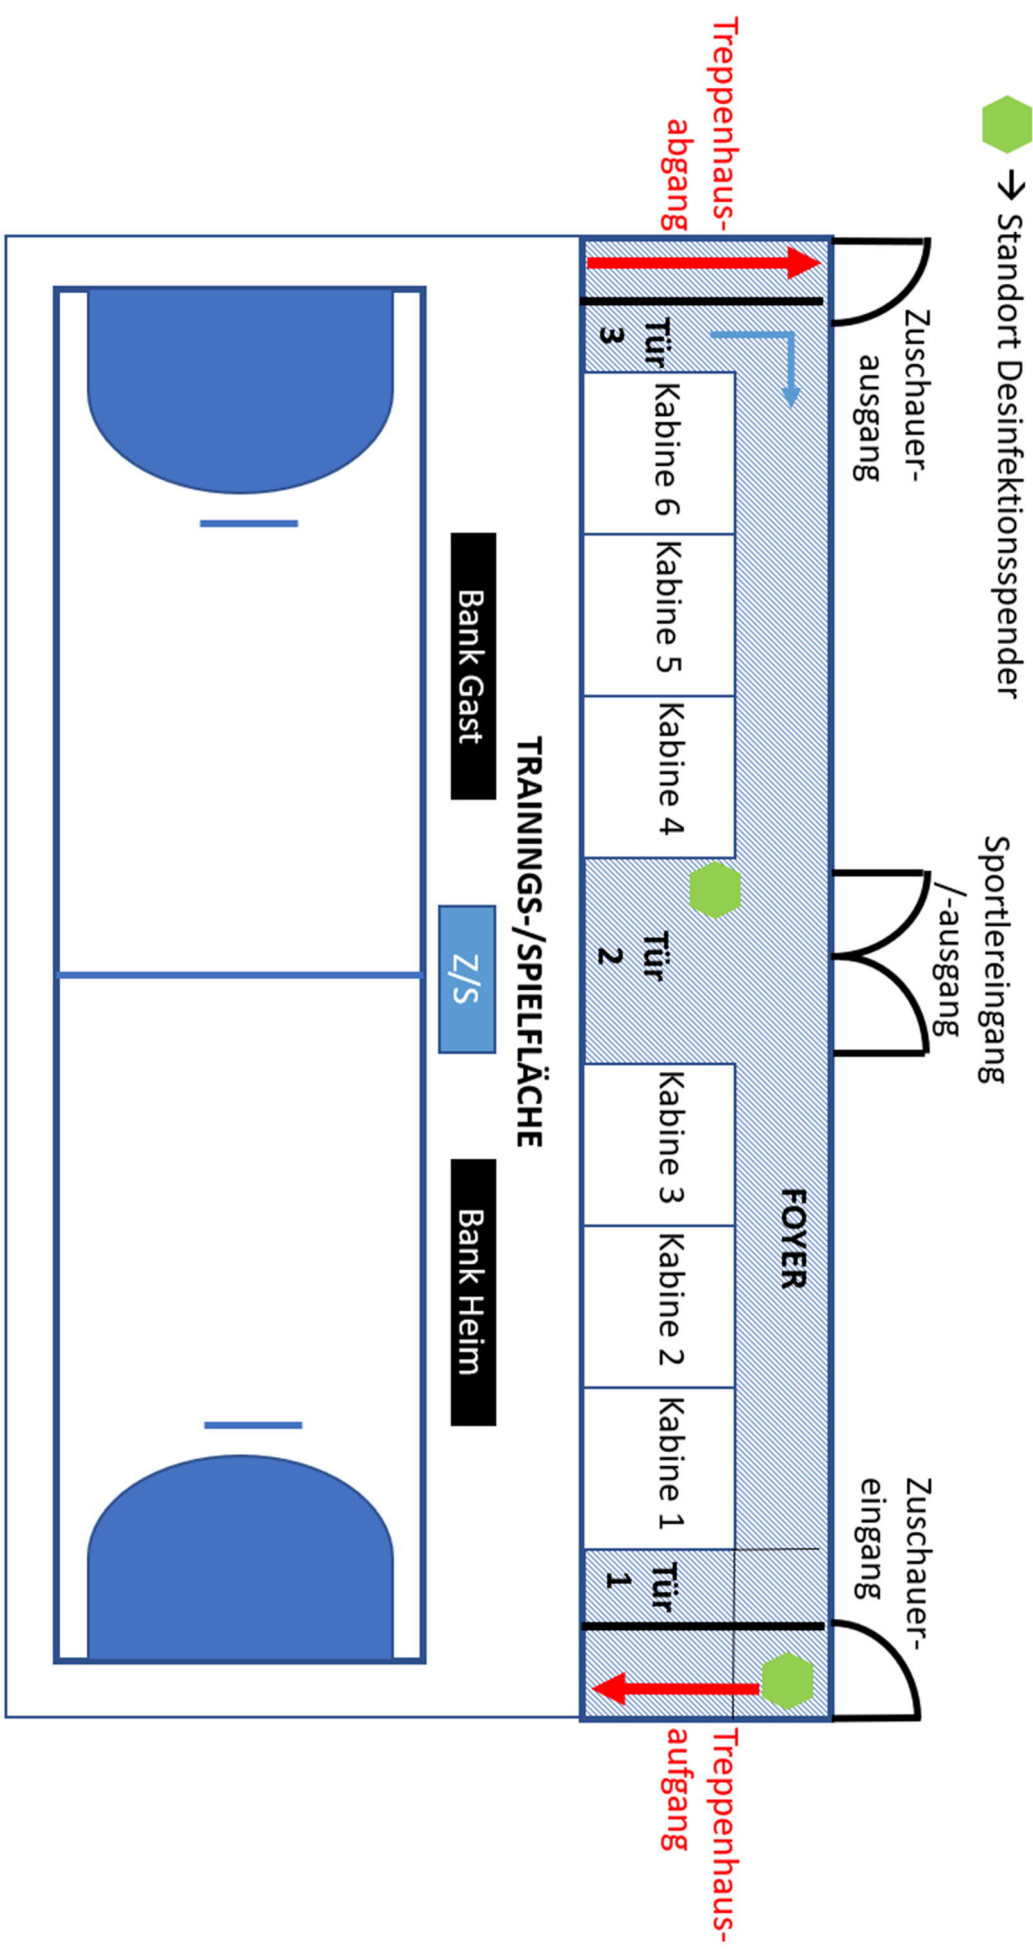 → Standort Desinfektionsspender
Sportlereingang
/-ausgang
Zuschauer-
ausgang
Zuschauer-
eingang
Treppenhaus-
abgang
FOYER
Treppenhaus-
aufgang
Tür
3
Kabine 6
Kabine 5
Kabine 4
Tür
2
Kabine 3
Kabine 2
Kabine 1
Tür
1
TRAININGS-/SPIELFLÄCHE
Bank Gast
Z/S
Bank Heim